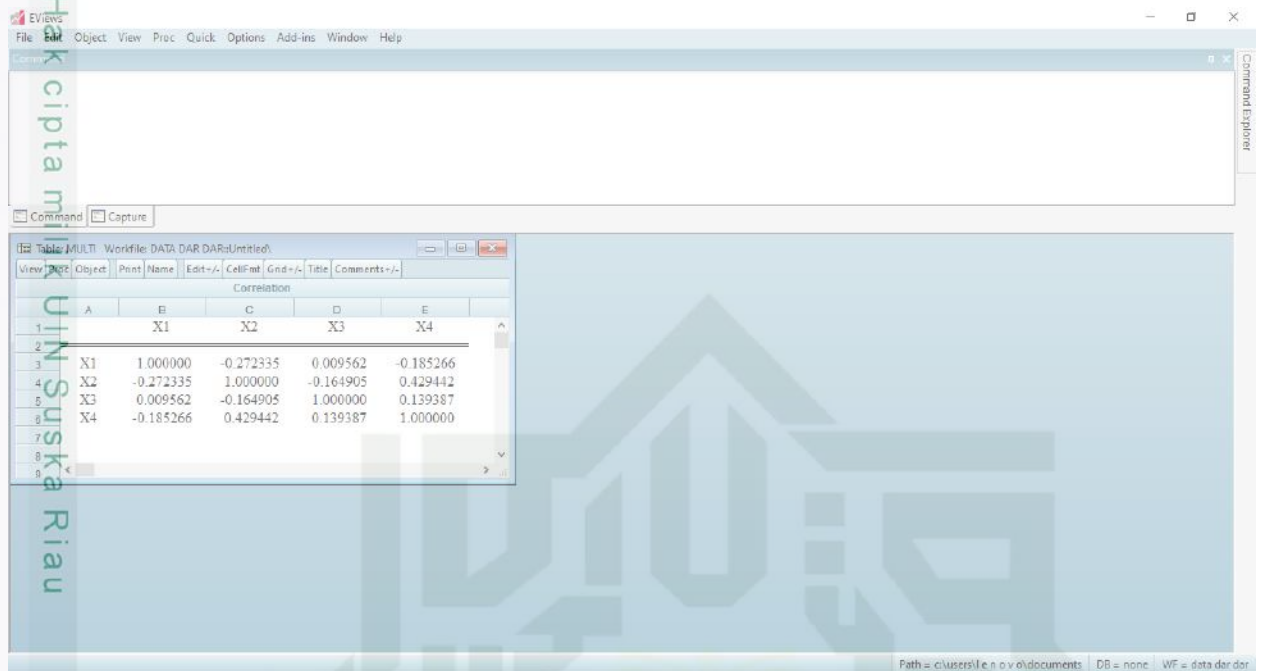 EViews
File Edit Object View Proc Quick Options Add-ins Window Help
Command
Command Explorer
Command Capture
Table: MULTI Workfile: DATA DAR DAR::Untitled\
View Proc Object Print Name Edit+/- CellFmt Grid+/- Title Comments+/-
Correlation
A B C D E
1 X1 X2 X3 X4
2
3 X1 1.000000 -0.272335 0.009562 -0.185266
4 X2 -0.272335 1.000000 -0.164905 0.429442
5 X3 0.009562 -0.164905 1.000000 0.139387
6 X4 -0.185266 0.429442 0.139387 1.000000
7
8
9
Hak cipta milik UIN Suska Riau
Path = c:\users\l e n o v o\documents DB = none WF = data dar dar